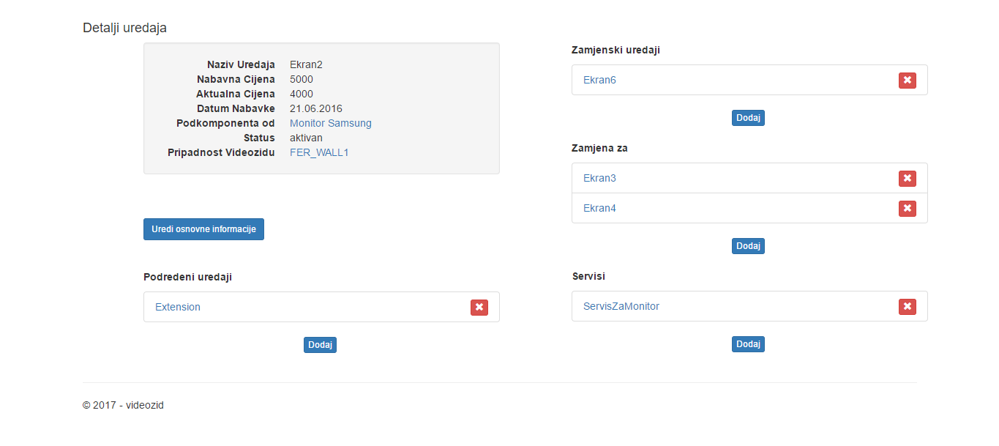 Detalji uredaja
Naziv Uredaja Ekran2
Nabavna Cijena 5000
Aktualna Cijena 4000
Datum Nabavke 21.06.2016
Podkomponenta od Monitor Samsung
Status aktivan
Pripadnost Videozidu FER_WALL1
Uredi osnovne informacije
Podredeni uredaji
Extension
Dodaj
Zamjenski uredaji
Ekran6
Dodaj
Zamjena za
Ekran3
Ekran4
Dodaj
Servisi
ServisZaMonitor
Dodaj
© 2017 - videozid